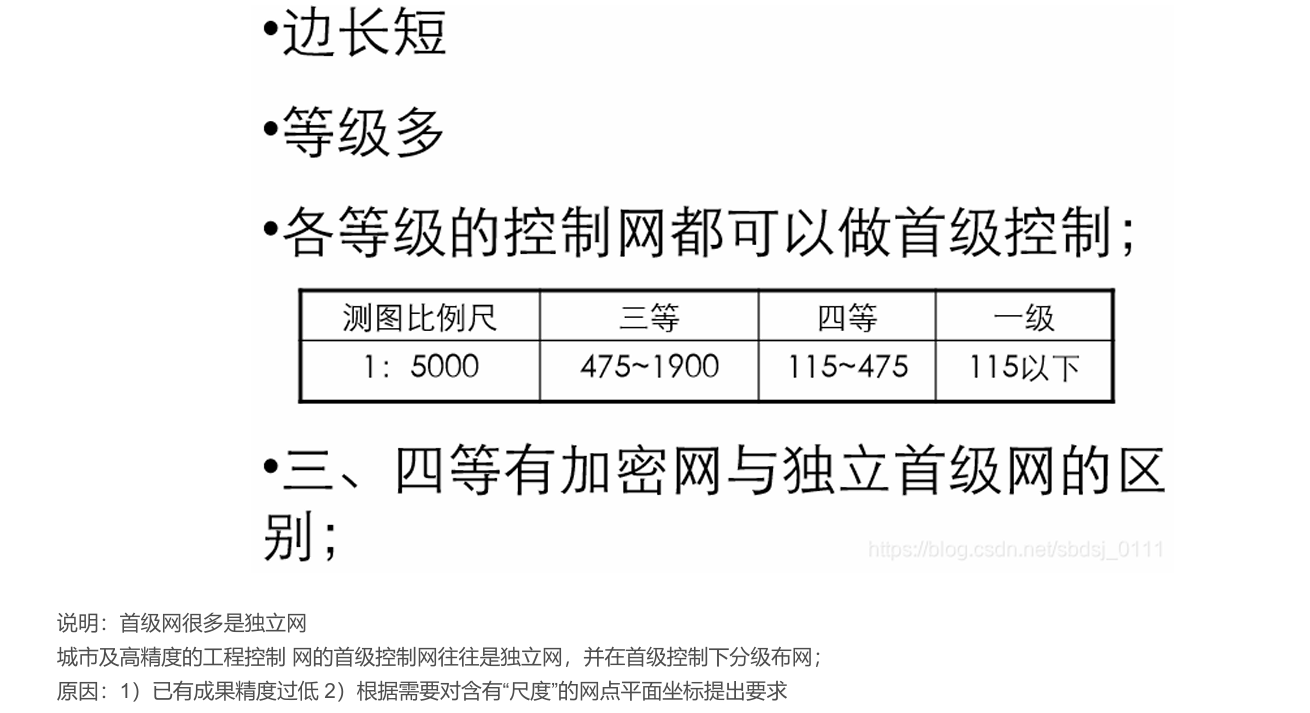 •边长短
•等级多
•各等级的控制网都可以做首级控制；
测图比例尺 三等 四等 一级
1：5000 475~1900 115~475 115以下
•三、四等有加密网与独立首级网的区
别；
https://blog.csdn.net/sbdsj_0111
说明：首级网很多是独立网
城市及高精度的工程控制 网的首级控制网往往是独立网，并在首级控制下分级布网；
原因：1）已有成果精度过低 2）根据需要对含有“尺度”的网点平面坐标提出要求